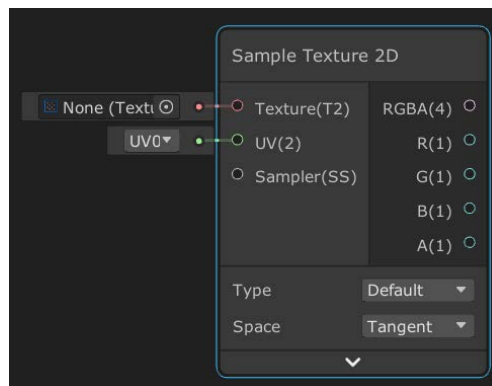 Sample Texture 2D
None (Textu
Texture(T2)
RGBA(4)
UV0
UV(2)
R(1)
Sampler(SS)
G(1)
B(1)
A(1)
Type
Default
Space
Tangent